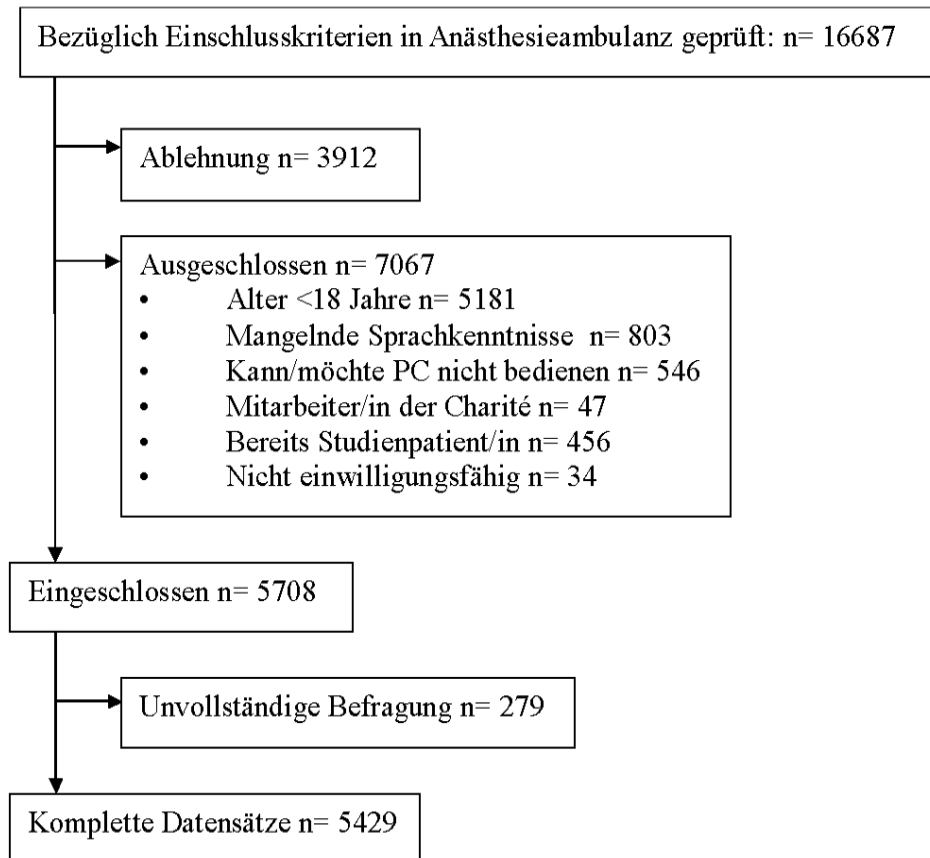 Bezüglich Einschlusskriterien in Anästhesieambulanz geprüft: n= 16687
Ablehnung n= 3912
Ausgeschlossen n= 7067
• Alter <18 Jahre n= 5181
• Mangelnde Sprachkenntnisse n= 803
• Kann/möchte PC nicht bedienen n= 546
• Mitarbeiter/in der Charité n= 47
• Bereits Studienpatient/in n= 456
• Nicht einwilligungsfähig n= 34
Eingeschlossen n= 5708
Unvollständige Befragung n= 279
Komplette Datensätze n= 5429